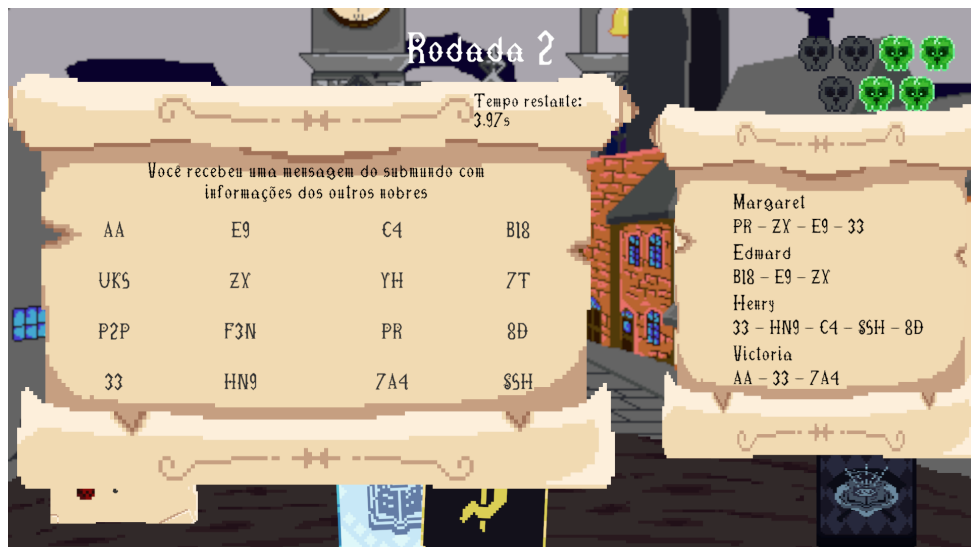 Rodada 2
Tempo restante:
3.97s
Você recebeu uma mensagem do submundo com
informações dos outros nobres
AA E9 C4 B18
UKS ZX YH 7T
P2P F3N PR 8D
33 HN9 7A4 $SH
Margaret
PR – ZX – E9 – 33
Edward
B18 – E9 – ZX
Henry
33 – HN9 – C4 – $SH – 8D
Victoria
AA – 33 – 7A4